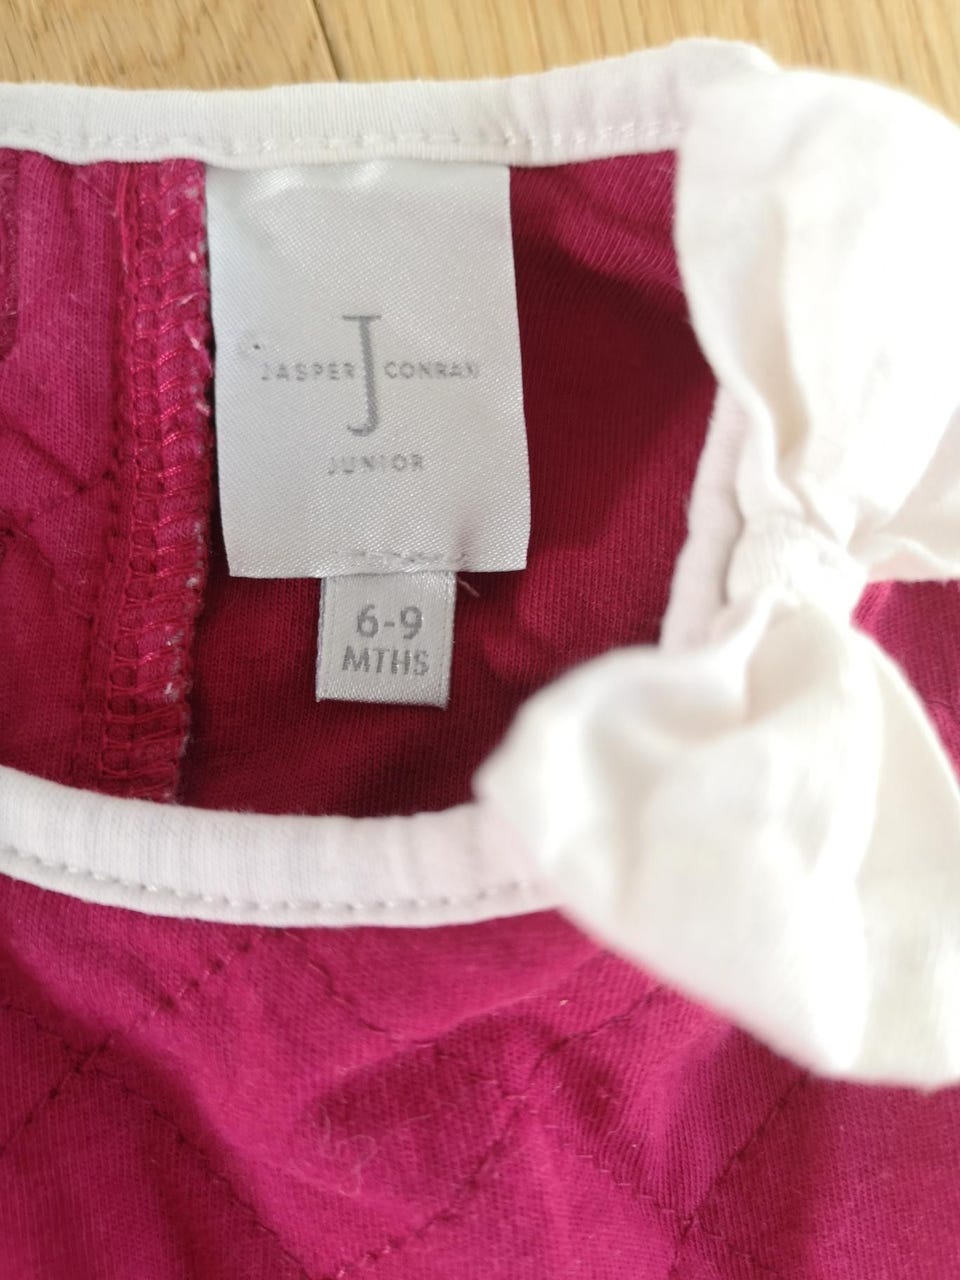 JASPER J CONRAN
JUNIOR
6-9
MTHS